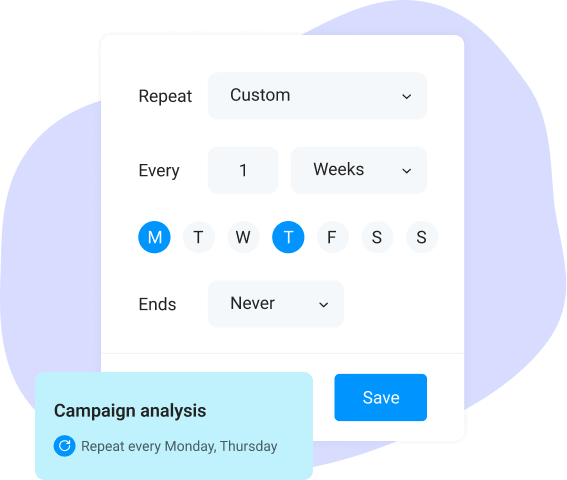 Repeat Custom
Every 1 Weeks
M T W T F S S
Ends Never
Save
Campaign analysis
Repeat every Monday, Thursday